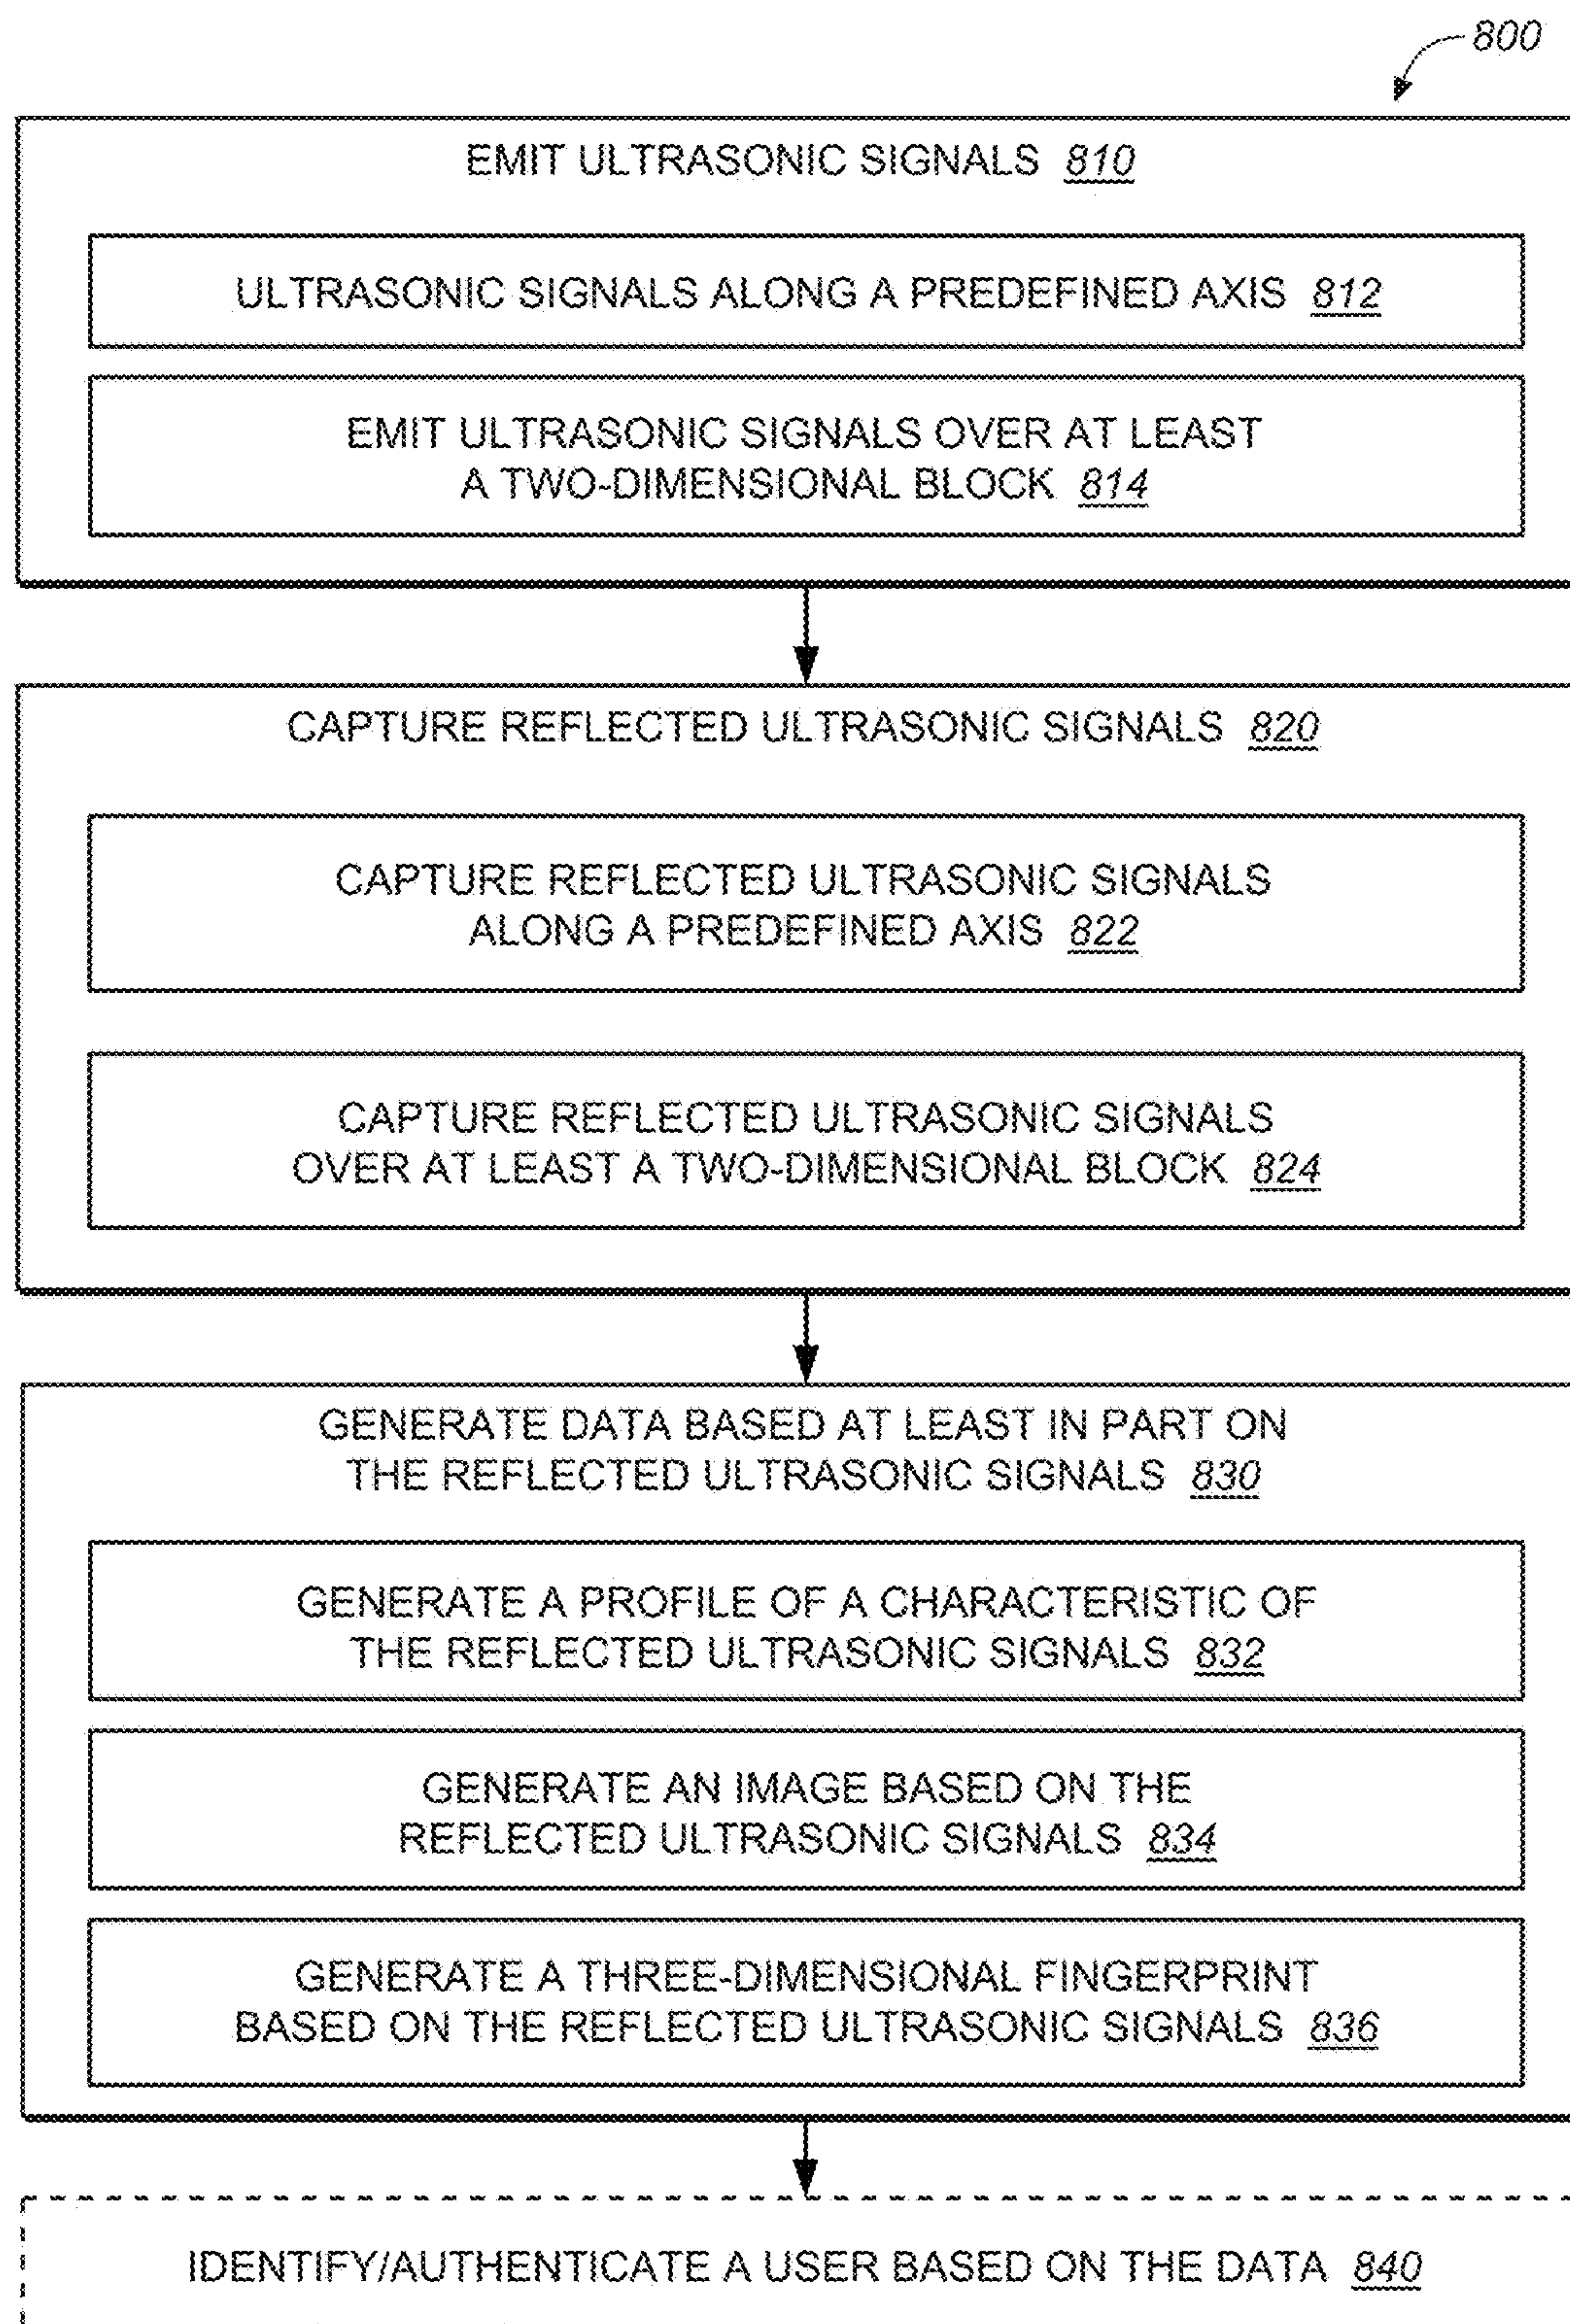 800
EMIT ULTRASONIC SIGNALS 810
ULTRASONIC SIGNALS ALONG A PREDEFINED AXIS 812
EMIT ULTRASONIC SIGNALS OVER AT LEAST
A TWO-DIMENSIONAL BLOCK 814
CAPTURE REFLECTED ULTRASONIC SIGNALS 820
CAPTURE REFLECTED ULTRASONIC SIGNALS
ALONG A PREDEFINED AXIS 822
CAPTURE REFLECTED ULTRASONIC SIGNALS
OVER AT LEAST A TWO-DIMENSIONAL BLOCK 824
GENERATE DATA BASED AT LEAST IN PART ON
THE REFLECTED ULTRASONIC SIGNALS 830
GENERATE A PROFILE OF A CHARACTERISTIC OF
THE REFLECTED ULTRASONIC SIGNALS 832
GENERATE AN IMAGE BASED ON THE
REFLECTED ULTRASONIC SIGNALS 834
GENERATE A THREE-DIMENSIONAL FINGERPRINT
BASED ON THE REFLECTED ULTRASONIC SIGNALS 836
IDENTIFY/AUTHENTICATE A USER BASED ON THE DATA 840